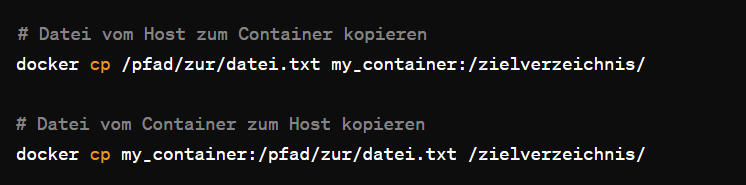 # Datei vom Host zum Container kopieren
docker cp /pfad/zur/datei.txt my_container:/zielverzeichnis/
# Datei vom Container zum Host kopieren
docker cp my_container:/pfad/zur/datei.txt /zielverzeichnis/